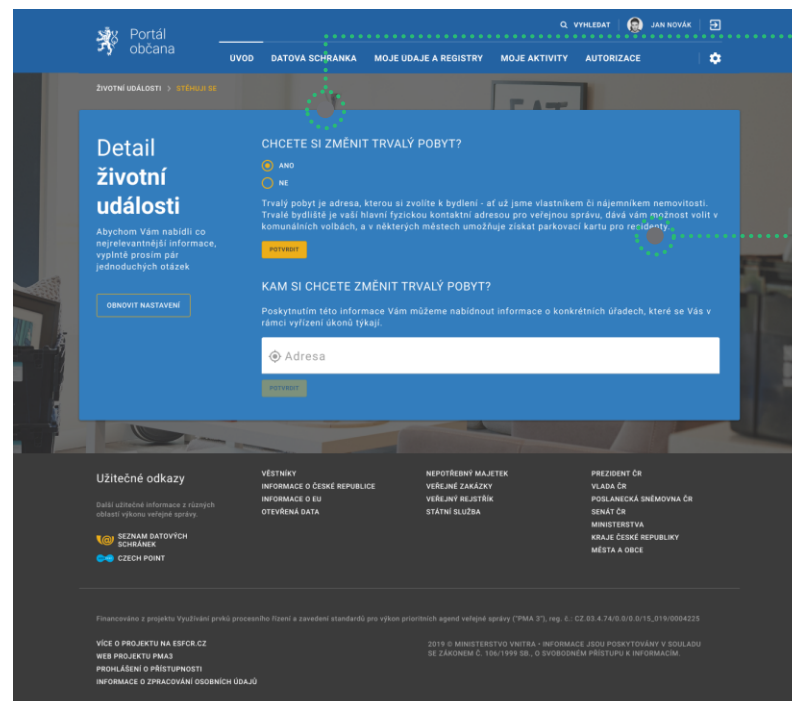 Portál
občana
VYHLEDAT
JAN NOVÁK
ÚVOD
DATOVÁ SCHRÁNKA
MOJE UDAJE A REGISTRY
MOJE AKTIVITY
AUTORIZACE
ŽIVOTNÍ UDÁLOSTI > STĚHUJI SE
Detail
životní
události
Abychom Vám nabídli co
nejrelevantnější informace,
vyplntě prosím pár
jednoduchých otázek
OBNOVIT NASTAVENÍ
CHCETE SI ZMĚNIT TRVALÝ POBYT?
ANO
NE
Trvalý pobyt je adresa, kterou si zvolíte k bydlení - ať už jsme vlastníkem či nájemníkem nemovitosti.
Trvalé bydliště je vaší hlavní fyzickou kontaktní adresou pro veřejnou správu, dává vám možnost volit v
komunálních volbách, a v některých městech umožňuje získat parkovací kartu pro rezidenty.
POTVRDIT
KAM SI CHCETE ZMĚNIT TRVALÝ POBYT?
Poskytnutím této informace Vám můžeme nabídnout informace o konkrétních úřadech, které se Vás v
rámci vyřízení úkonů týkají.
Adresa
POTVRDIT
Užitečné odkazy
Další užitečné informace z různých
oblastí výkonu veřejné správy.
SEZNAM DATOVÝCH
SCHRÁNEK
CZECH POINT
VĚSTNÍKY
INFORMACE O ČESKÉ REPUBLICE
INFORMACE O EU
OTEVŘENÁ DATA
NEPOTŘEBNÝ MAJETEK
VEŘEJNÉ ZAKÁZKY
VEŘEJNÝ REJSTŘÍK
STÁTNÍ SLUŽBA
PREZIDENT ČR
VLADA ČR
POSLANECKÁ SNĚMOVNA ČR
SENÁT ČR
MINISTERSTVA
KRAJE ČESKÉ REPUBLIKY
MĚSTA A OBCE
Financováno z projektu Využívání prvků procesního řízení a zavedení standardů pro výkon prioritních agend veřejné správy ("PMA 3"), reg. č.: CZ.03.4.74/0.0/0.0/15_019/0004225
VÍCE O PROJEKTU NA ESFCR.CZ
WEB PROJEKTU PMA3
PROHLÁŠENÍ O PŘÍSTUPNOSTI
INFORMACE O ZPRACOVÁNÍ OSOBNÍCH ÚDAJŮ
2019 © MINISTERSTVO VNITRA - INFORMACE JSOU POSKYTOVÁNY V SOULADU
SE ZÁKONEM Č. 106/1999 SB., O SVOBODNÉM PŘÍSTUPU K INFORMACÍM.